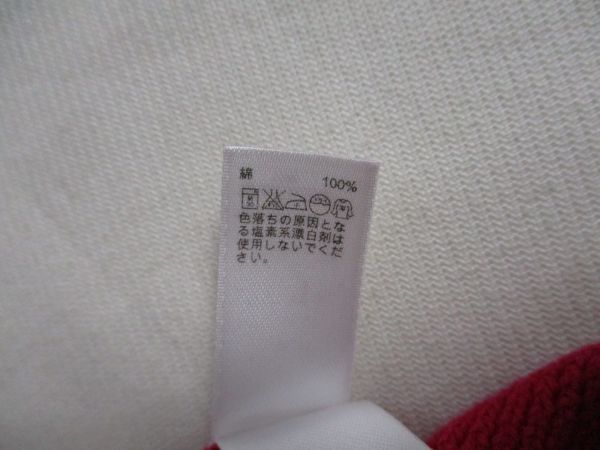 綿 100%
色落ちの原因とな
る塩素系漂白剤は
使用しないでくだ
さい。